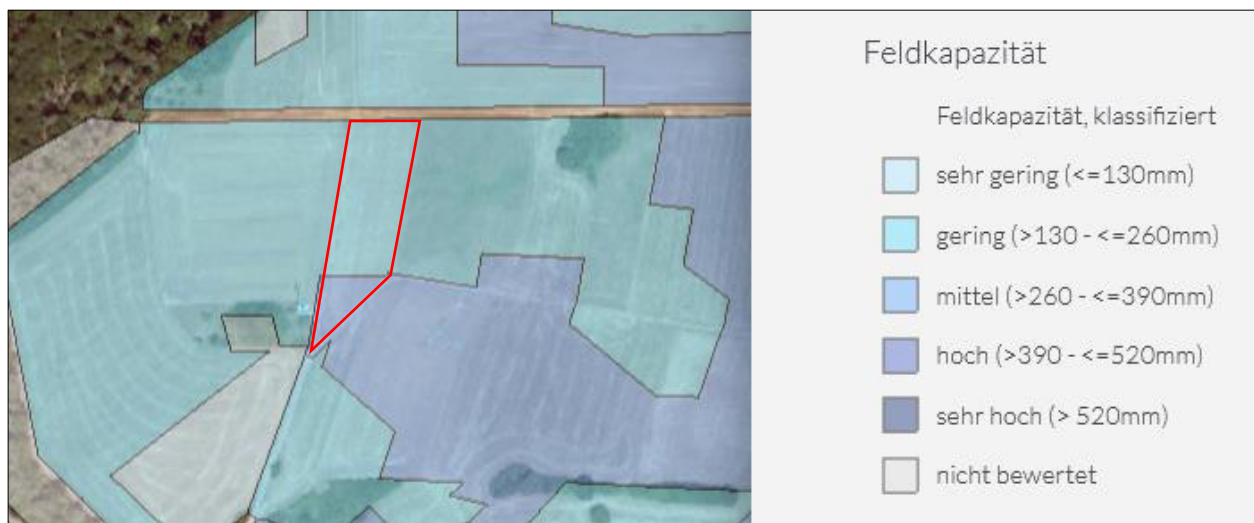 Feldkapazität
Feldkapazität, klassifiziert
sehr gering (<=130mm)
gering (>130 - <=260mm)
mittel (>260 - <=390mm)
hoch (>390 - <=520mm)
sehr hoch (> 520mm)
nicht bewertet